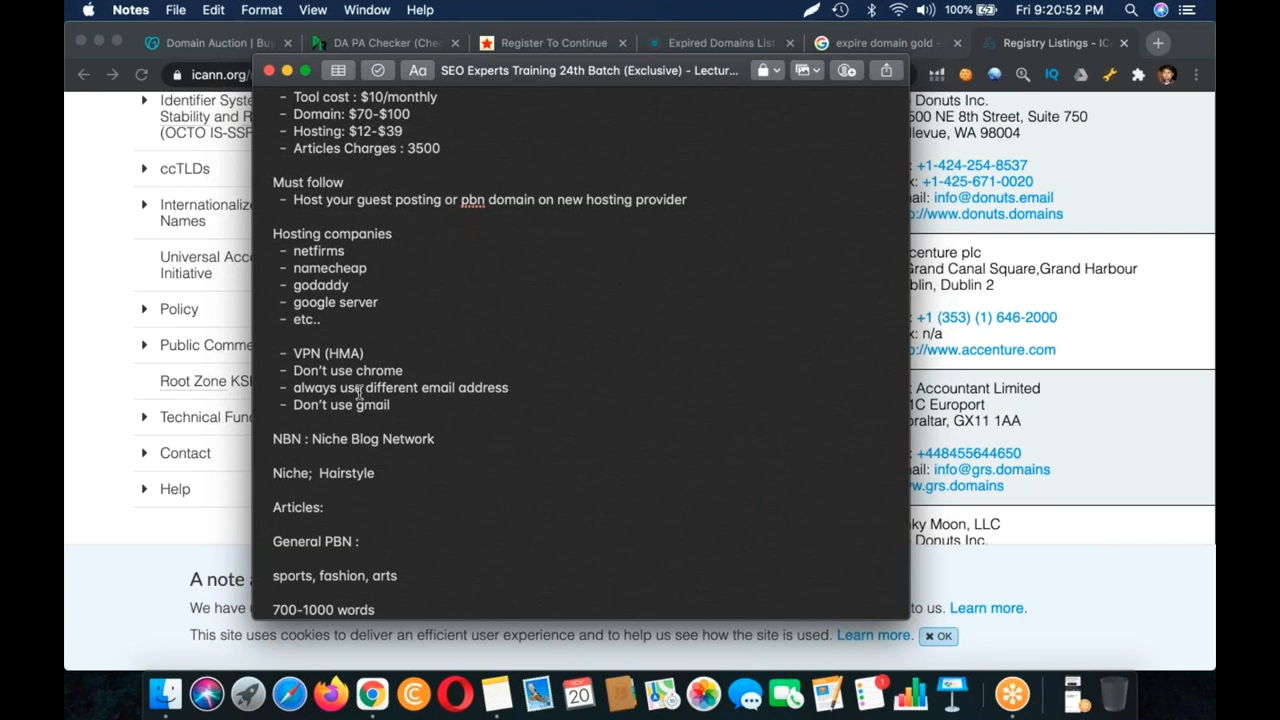 Notes File Edit Format View Window Help 100% Fri 9:20:52 PM
Domain Auction | Buy DA PA Checker (Chec Register To Continue Expired Domains List expire domain gold - Registry Listings - IC
icann.org/
SEO Experts Training 24th Batch (Exclusive) - Lectur...
Identifier Syste
Stability and R
(OCTO IS-SSR
ccTLDs
Internationaliz
Names
Universal Acc
Initiative
Policy
Public Comme
Root Zone KSK
Technical Func
Contact
Help
- Tool cost : $10/monthly
- Domain: $70-$100
- Hosting: $12-$39
- Articles Charges : 3500
Must follow
- Host your guest posting or pbn domain on new hosting provider
Hosting companies
- netfirms
- namecheap
- godaddy
- google server
- etc..
- VPN (HMA)
- Don't use chrome
- always use different email address
- Don't use gmail
NBN : Niche Blog Network
Niche; Hairstyle
Articles:
General PBN :
sports, fashion, arts
700-1000 words
Donuts Inc.
500 NE 8th Street, Suite 750
llevue, WA 98004
: +1-424-254-8537
x: +1-425-671-0020
ail: info@donuts.email
://www.donuts.domains
centure plc
Grand Canal Square,Grand Harbour
blin, Dublin 2
: +1 (353) (1) 646-2000
x: n/a
://www.accenture.com
t Accountant Limited
1C Europort
braltar, GX11 1AA
: +448455644650
ail: info@grs.domains
w.grs.domains
ky Moon, LLC
Donuts Inc.
A note a
We have u to us. Learn more.
This site uses cookies to deliver an efficient user experience and to help us see how the site is used. Learn more. ✖ OK
NOV
20
1